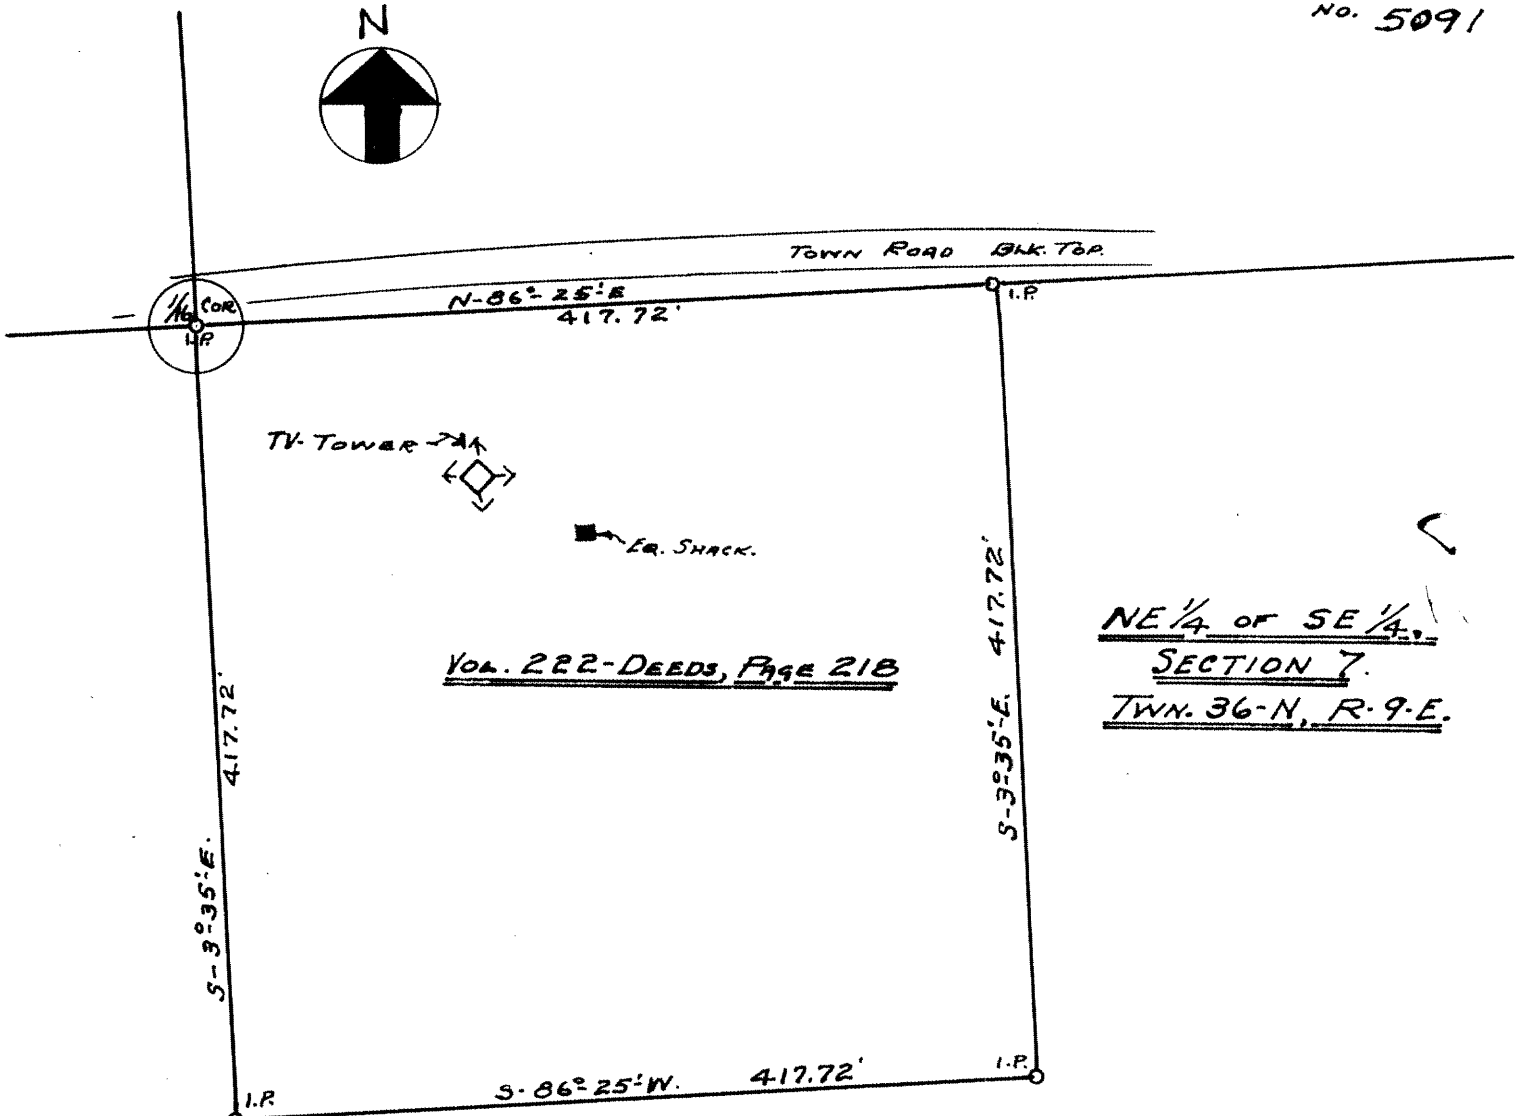 No. 5091
N
TOWN ROAD BLK. TOP.
1/16 COR
I.P.
N-86°-25'-E
417.72'
I.P.
TV-TOWER
EQ. SHACK.
417.72'
S-3°-35'-E.
417.72'
S-3°-35'-E.
VOL. 222-DEEDS, PAGE 218
NE 1/4 OF SE 1/4,
SECTION 7.
TWN. 36-N, R-9-E.
I.P.
S-86°-25'-W. 417.72'
I.P.